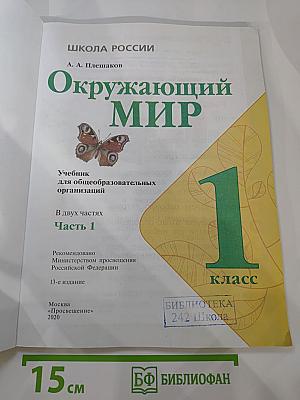 ШКОЛА РОССИИ
А. А. Плешаков
Окружающий
МИР
Учебник
для общеобразовательных
организаций
В двух частях
Часть 1
1
класс
Рекомендовано
Министерством просвещения
Российской Федерации
13-е издание
Москва
«Просвещение»
2020
БИБЛИОТЕКА
242 Школа
15 см
БФ БИБЛИОФАН